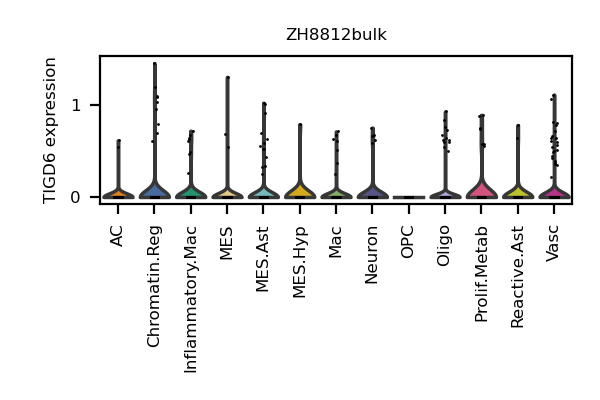 ZH8812bulk
TIGD6 expression
1
0
AC
Chromatin.Reg
Inflammatory.Mac
MES
MES.Ast
MES.Hyp
Mac
Neuron
OPC
Oligo
Prolif.Metab
Reactive.Ast
Vasc